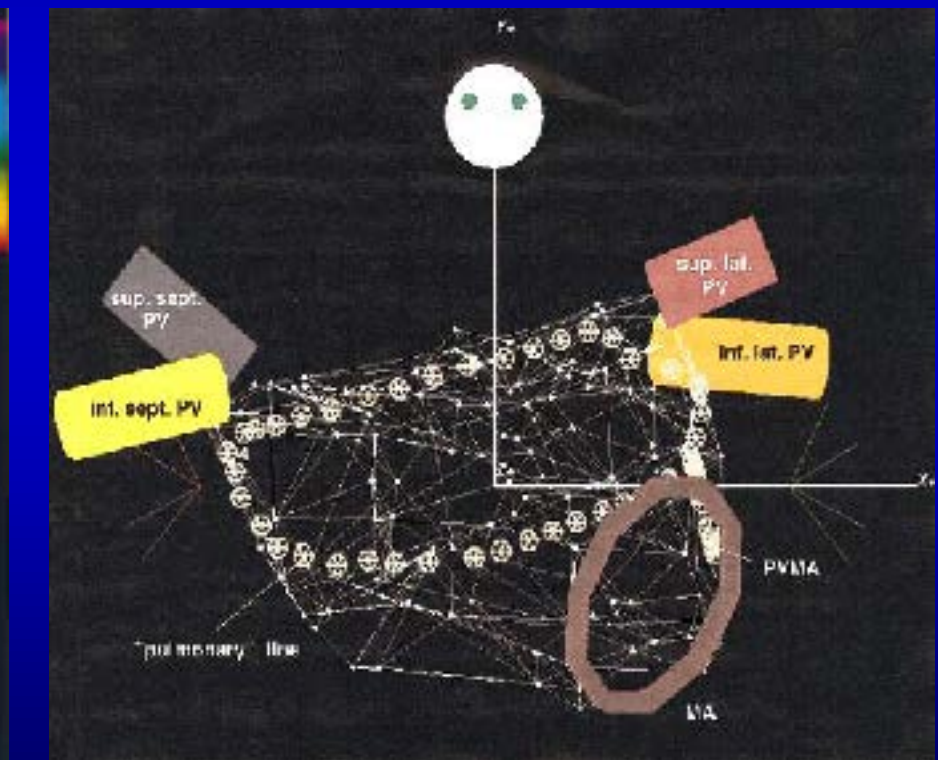 sup. lat.
PV
sup. sept.
PV
inf. lat. PV
inf. sept. PV
PVMA
"pulmonary" line
MA